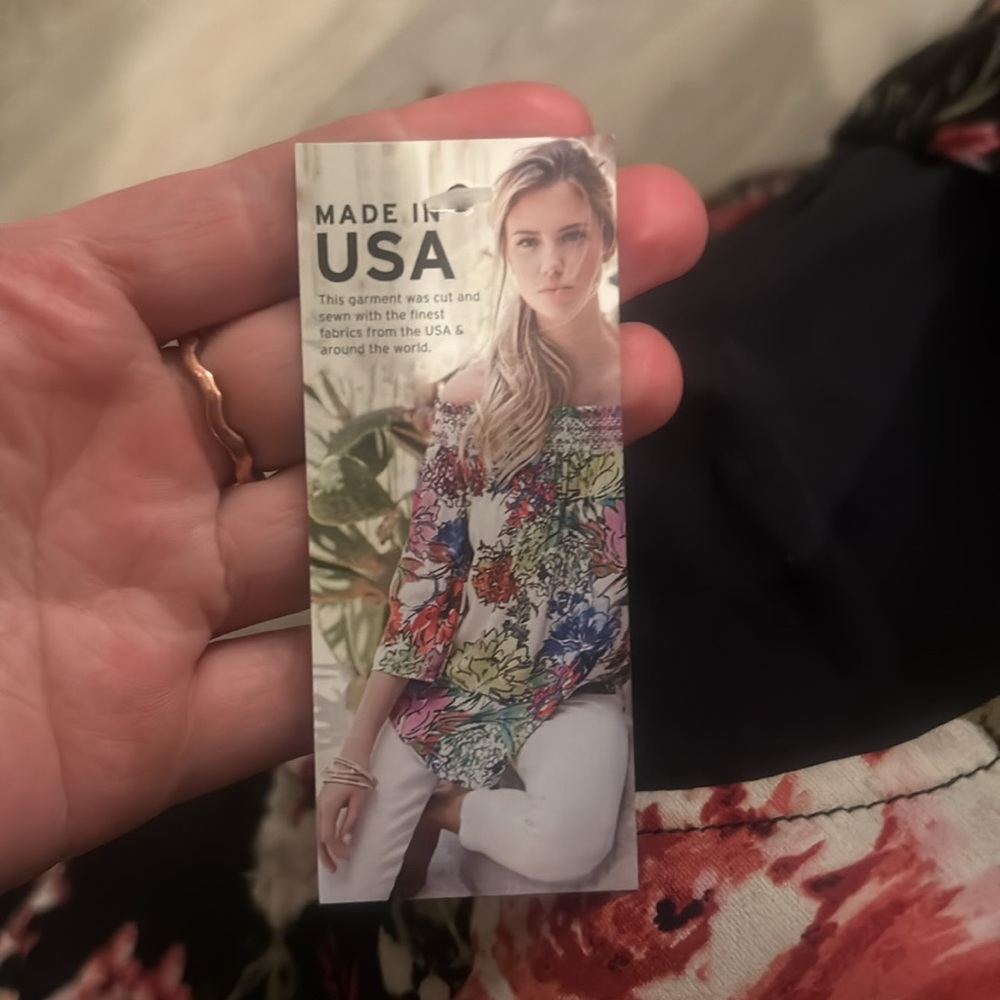 MADE IN
USA
This garment was cut and
sewn with the finest
fabrics from the USA &
around the world.